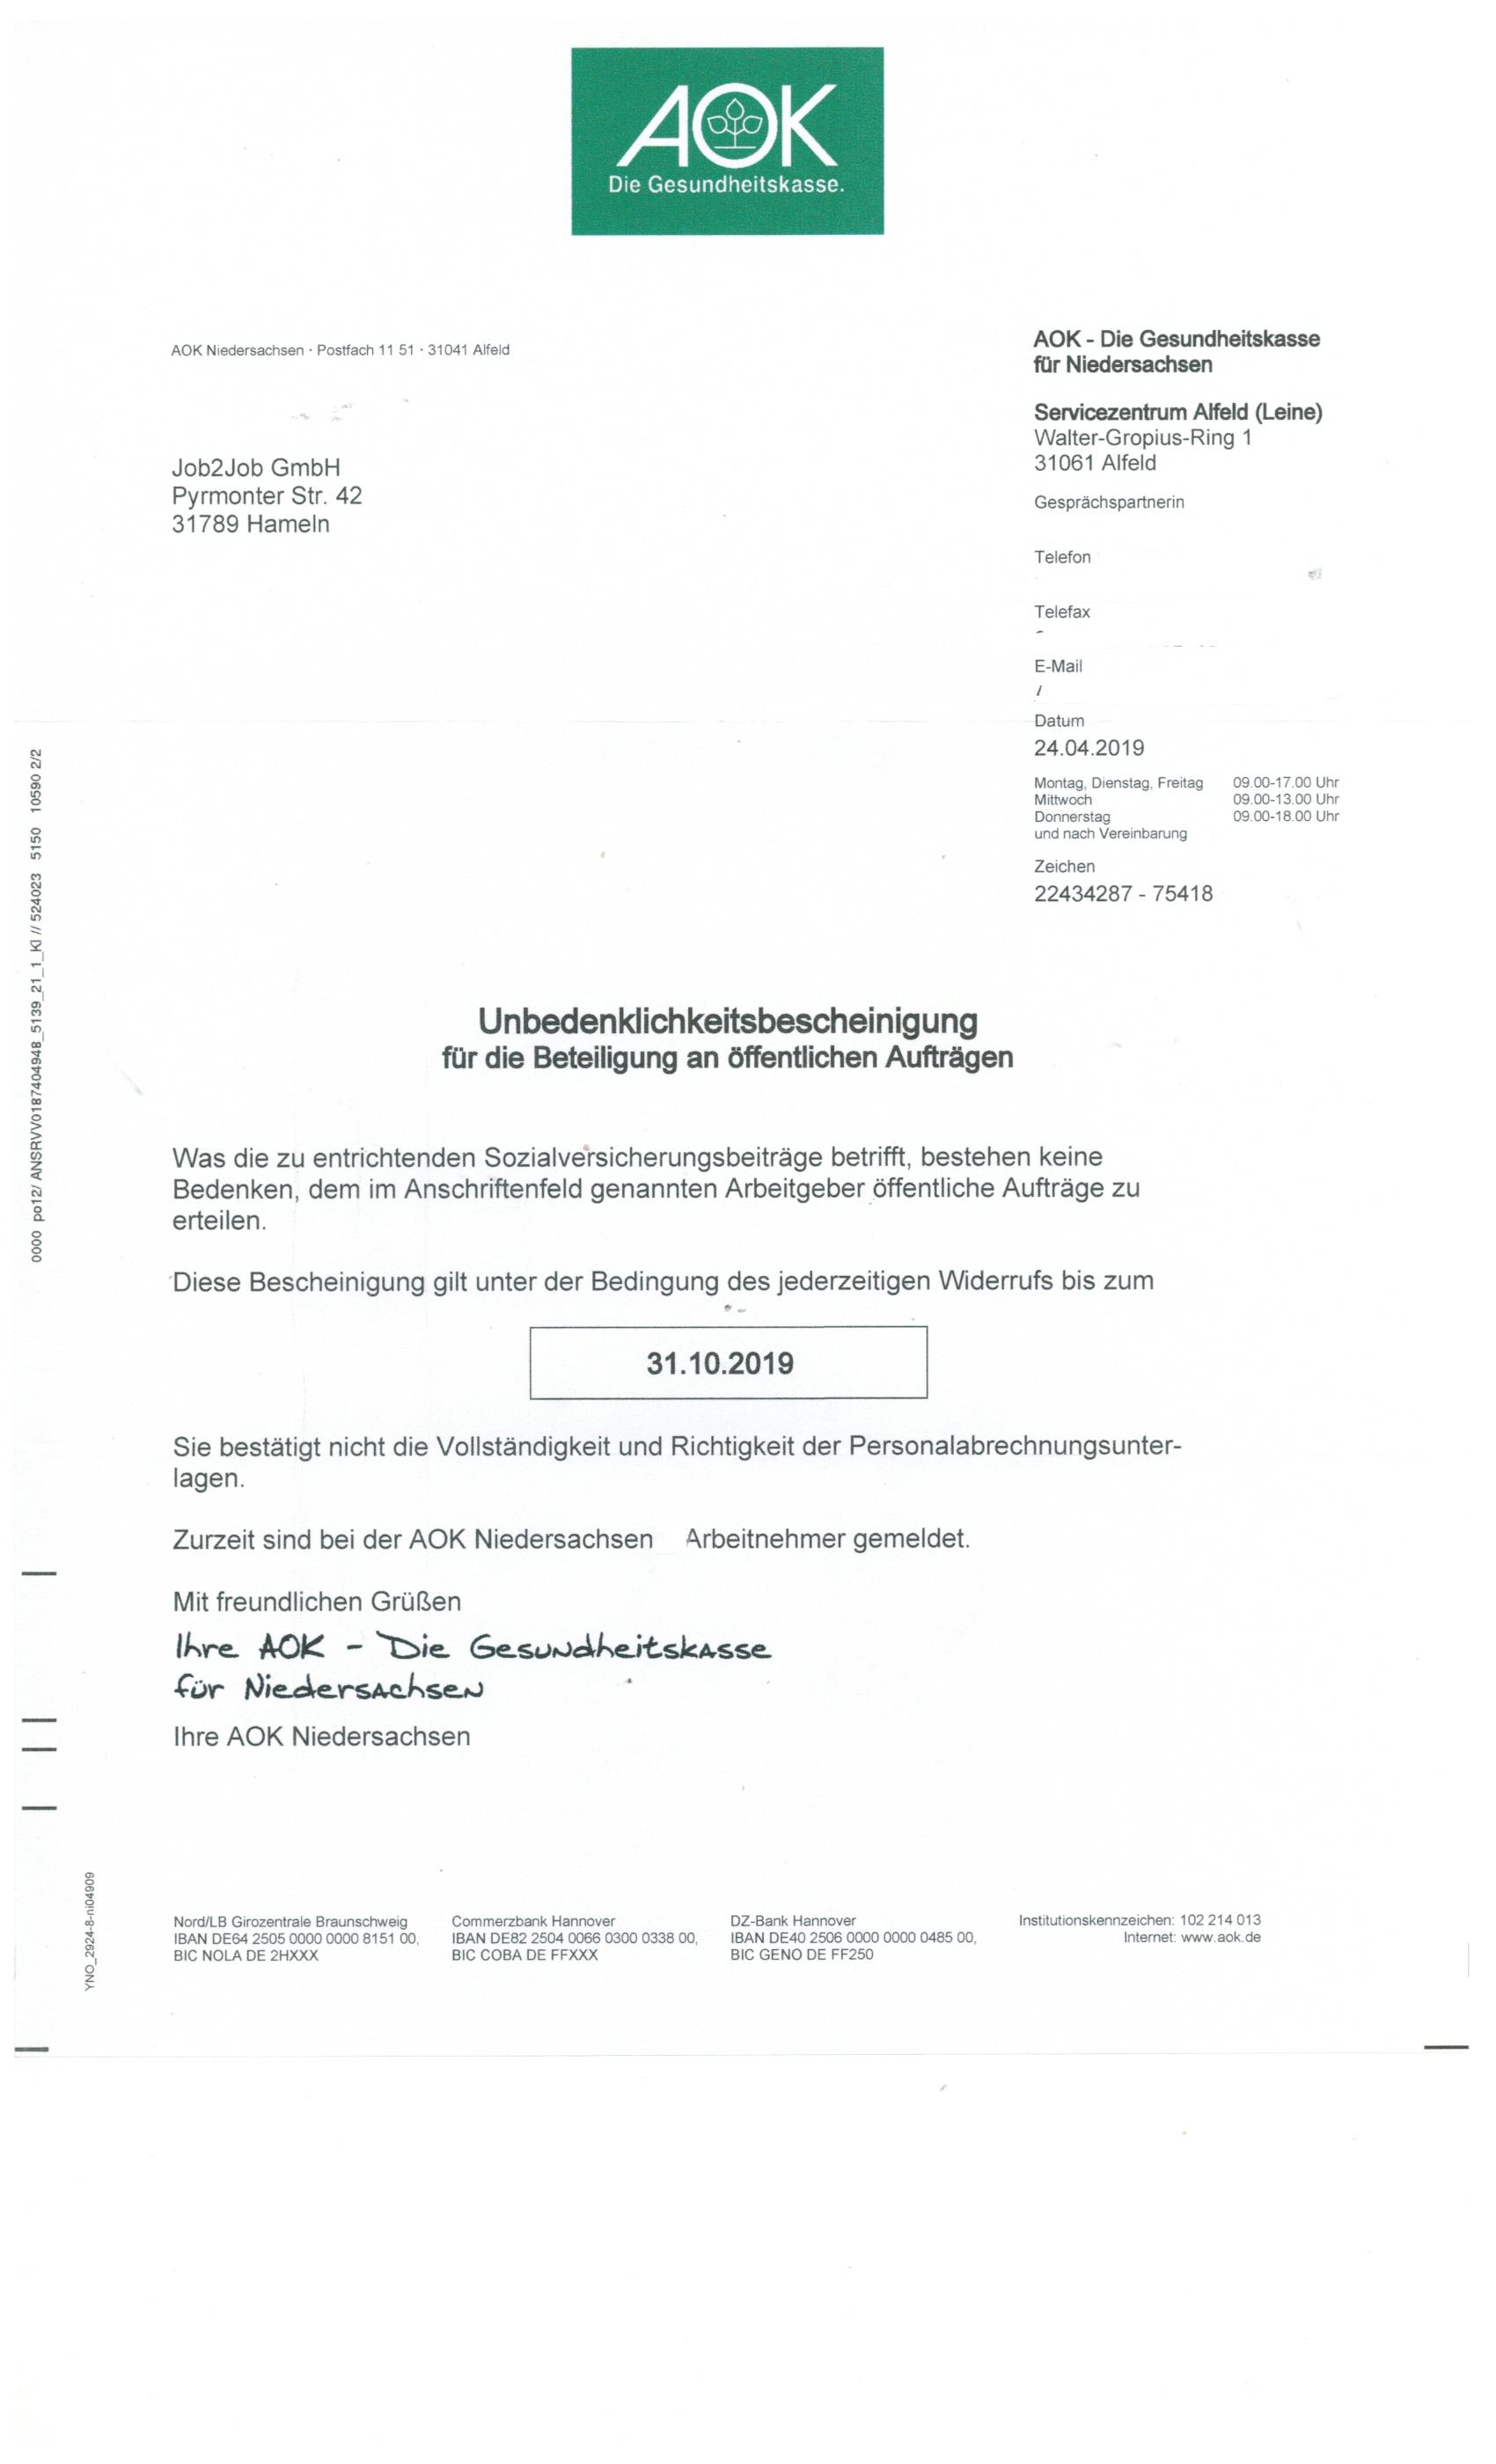 AOK
Die Gesundheitskasse.
AOK Niedersachsen · Postfach 11 51 · 31041 Alfeld
Job2Job GmbH
Pyrmonter Str. 42
31789 Hameln
AOK - Die Gesundheitskasse
für Niedersachsen
Servicezentrum Alfeld (Leine)
Walter-Gropius-Ring 1
31061 Alfeld
Gesprächspartnerin
Telefon
Telefax
E-Mail
Datum
24.04.2019
Montag, Dienstag, Freitag 09.00-17.00 Uhr
Mittwoch 09.00-13.00 Uhr
Donnerstag 09.00-18.00 Uhr
und nach Vereinbarung
Zeichen
22434287 - 75418
0000 po12/ ANSRVV0187404948_5139_21_1_KI // 524023 5150 10590 2/2
Unbedenklichkeitsbescheinigung
für die Beteiligung an öffentlichen Aufträgen
Was die zu entrichtenden Sozialversicherungsbeiträge betrifft, bestehen keine
Bedenken, dem im Anschriftenfeld genannten Arbeitgeber öffentliche Aufträge zu
erteilen.
Diese Bescheinigung gilt unter der Bedingung des jederzeitigen Widerrufs bis zum
31.10.2019
Sie bestätigt nicht die Vollständigkeit und Richtigkeit der Personalabrechnungsunter-
lagen.
Zurzeit sind bei der AOK Niedersachsen Arbeitnehmer gemeldet.
Mit freundlichen Grüßen
Ihre AOK - Die Gesundheitskasse
für Niedersachsen
Ihre AOK Niedersachsen
YNO_2924-8-ni04909
Nord/LB Girozentrale Braunschweig
IBAN DE64 2505 0000 0000 8151 00,
BIC NOLA DE 2HXXX
Commerzbank Hannover
IBAN DE82 2504 0066 0300 0338 00,
BIC COBA DE FFXXX
DZ-Bank Hannover
IBAN DE40 2506 0000 0000 0485 00,
BIC GENO DE FF250
Institutionskennzeichen: 102 214 013
Internet: www.aok.de